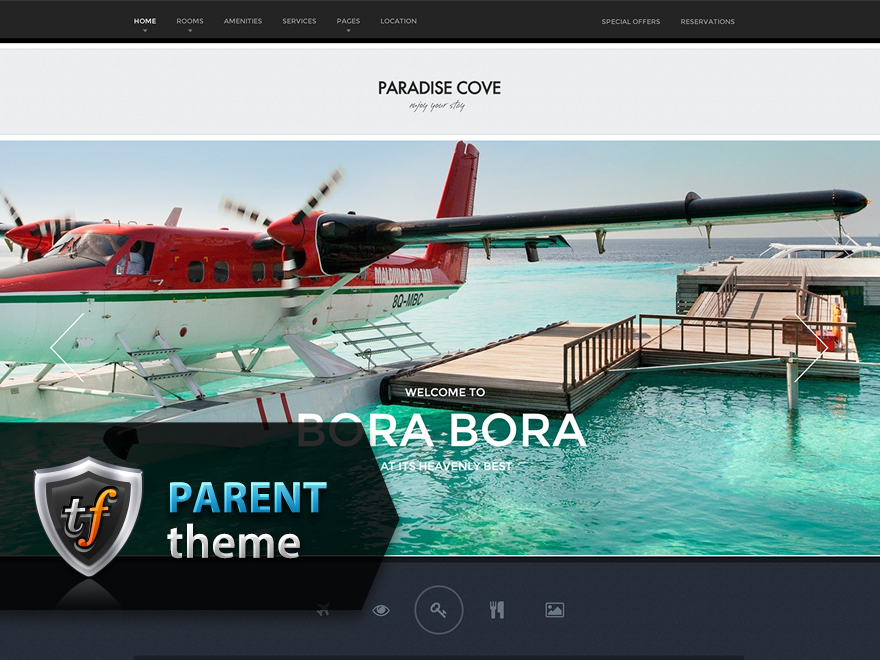 HOME ROOMS AMENITIES SERVICES PAGES LOCATION SPECIAL OFFERS RESERVATIONS
PARADISE COVE
enjoy your stay
MALDIVIAN AIR TAXI
8Q-MBC
WELCOME TO
BORA BORA
AT ITS HEAVENLY BEST
tf
PARENT
theme